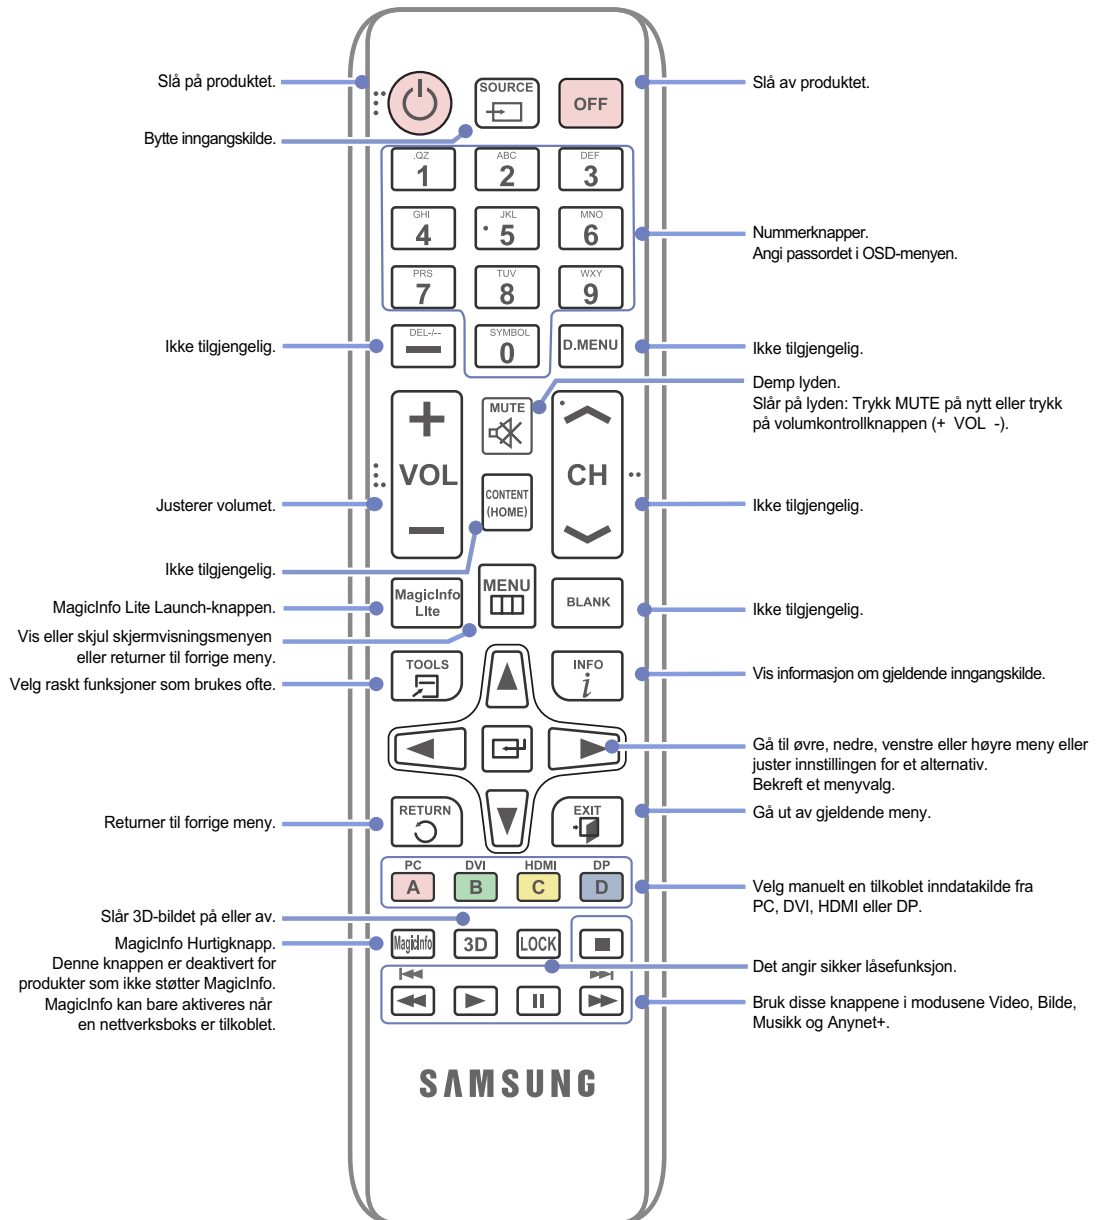 Slå på produktet.
SOURCE
OFF
Slå av produktet.
Bytte inngangskilde.
.QZ
ABC
DEF
1
2
3
GHI
JKL
MNO
4
5
6
Nummerknapper.
Angi passordet i OSD-menyen.
PRS
TUV
WXY
7
8
9
Ikke tilgjengelig.
DEL-/--
SYMBOL
0
D.MENU
Ikke tilgjengelig.
Demp lyden.
Slår på lyden: Trykk MUTE på nytt eller trykk
på volumkontrollknappen (+ VOL -).
MUTE
VOL
CH
CONTENT
(HOME)
Justerer volumet.
Ikke tilgjengelig.
Ikke tilgjengelig.
MagicInfo Lite Launch-knappen.
MagicInfo
LIte
MENU
BLANK
Ikke tilgjengelig.
Vis eller skjul skjermvisningsmenyen
eller returner til forrige meny.
TOOLS
INFO
i
Velg raskt funksjoner som brukes ofte.
Vis informasjon om gjeldende inngangskilde.
Gå til øvre, nedre, venstre eller høyre meny eller
juster innstillingen for et alternativ.
Bekreft et menyvalg.
Returner til forrige meny.
RETURN
EXIT
Gå ut av gjeldende meny.
PC
DVI
HDMI
DP
A
B
C
D
Velg manuelt en tilkoblet inndatakilde fra
PC, DVI, HDMI eller DP.
Slår 3D-bildet på eller av.
MagicInfo
3D
LOCK
MagicInfo Hurtigknapp.
Denne knappen er deaktivert for
produkter som ikke støtter MagicInfo.
MagicInfo kan bare aktiveres når
en nettverksboks er tilkoblet.
Det angir sikker låsefunksjon.
Bruk disse knappene i modusene Video, Bilde,
Musikk og Anynet+.
SAMSUNG